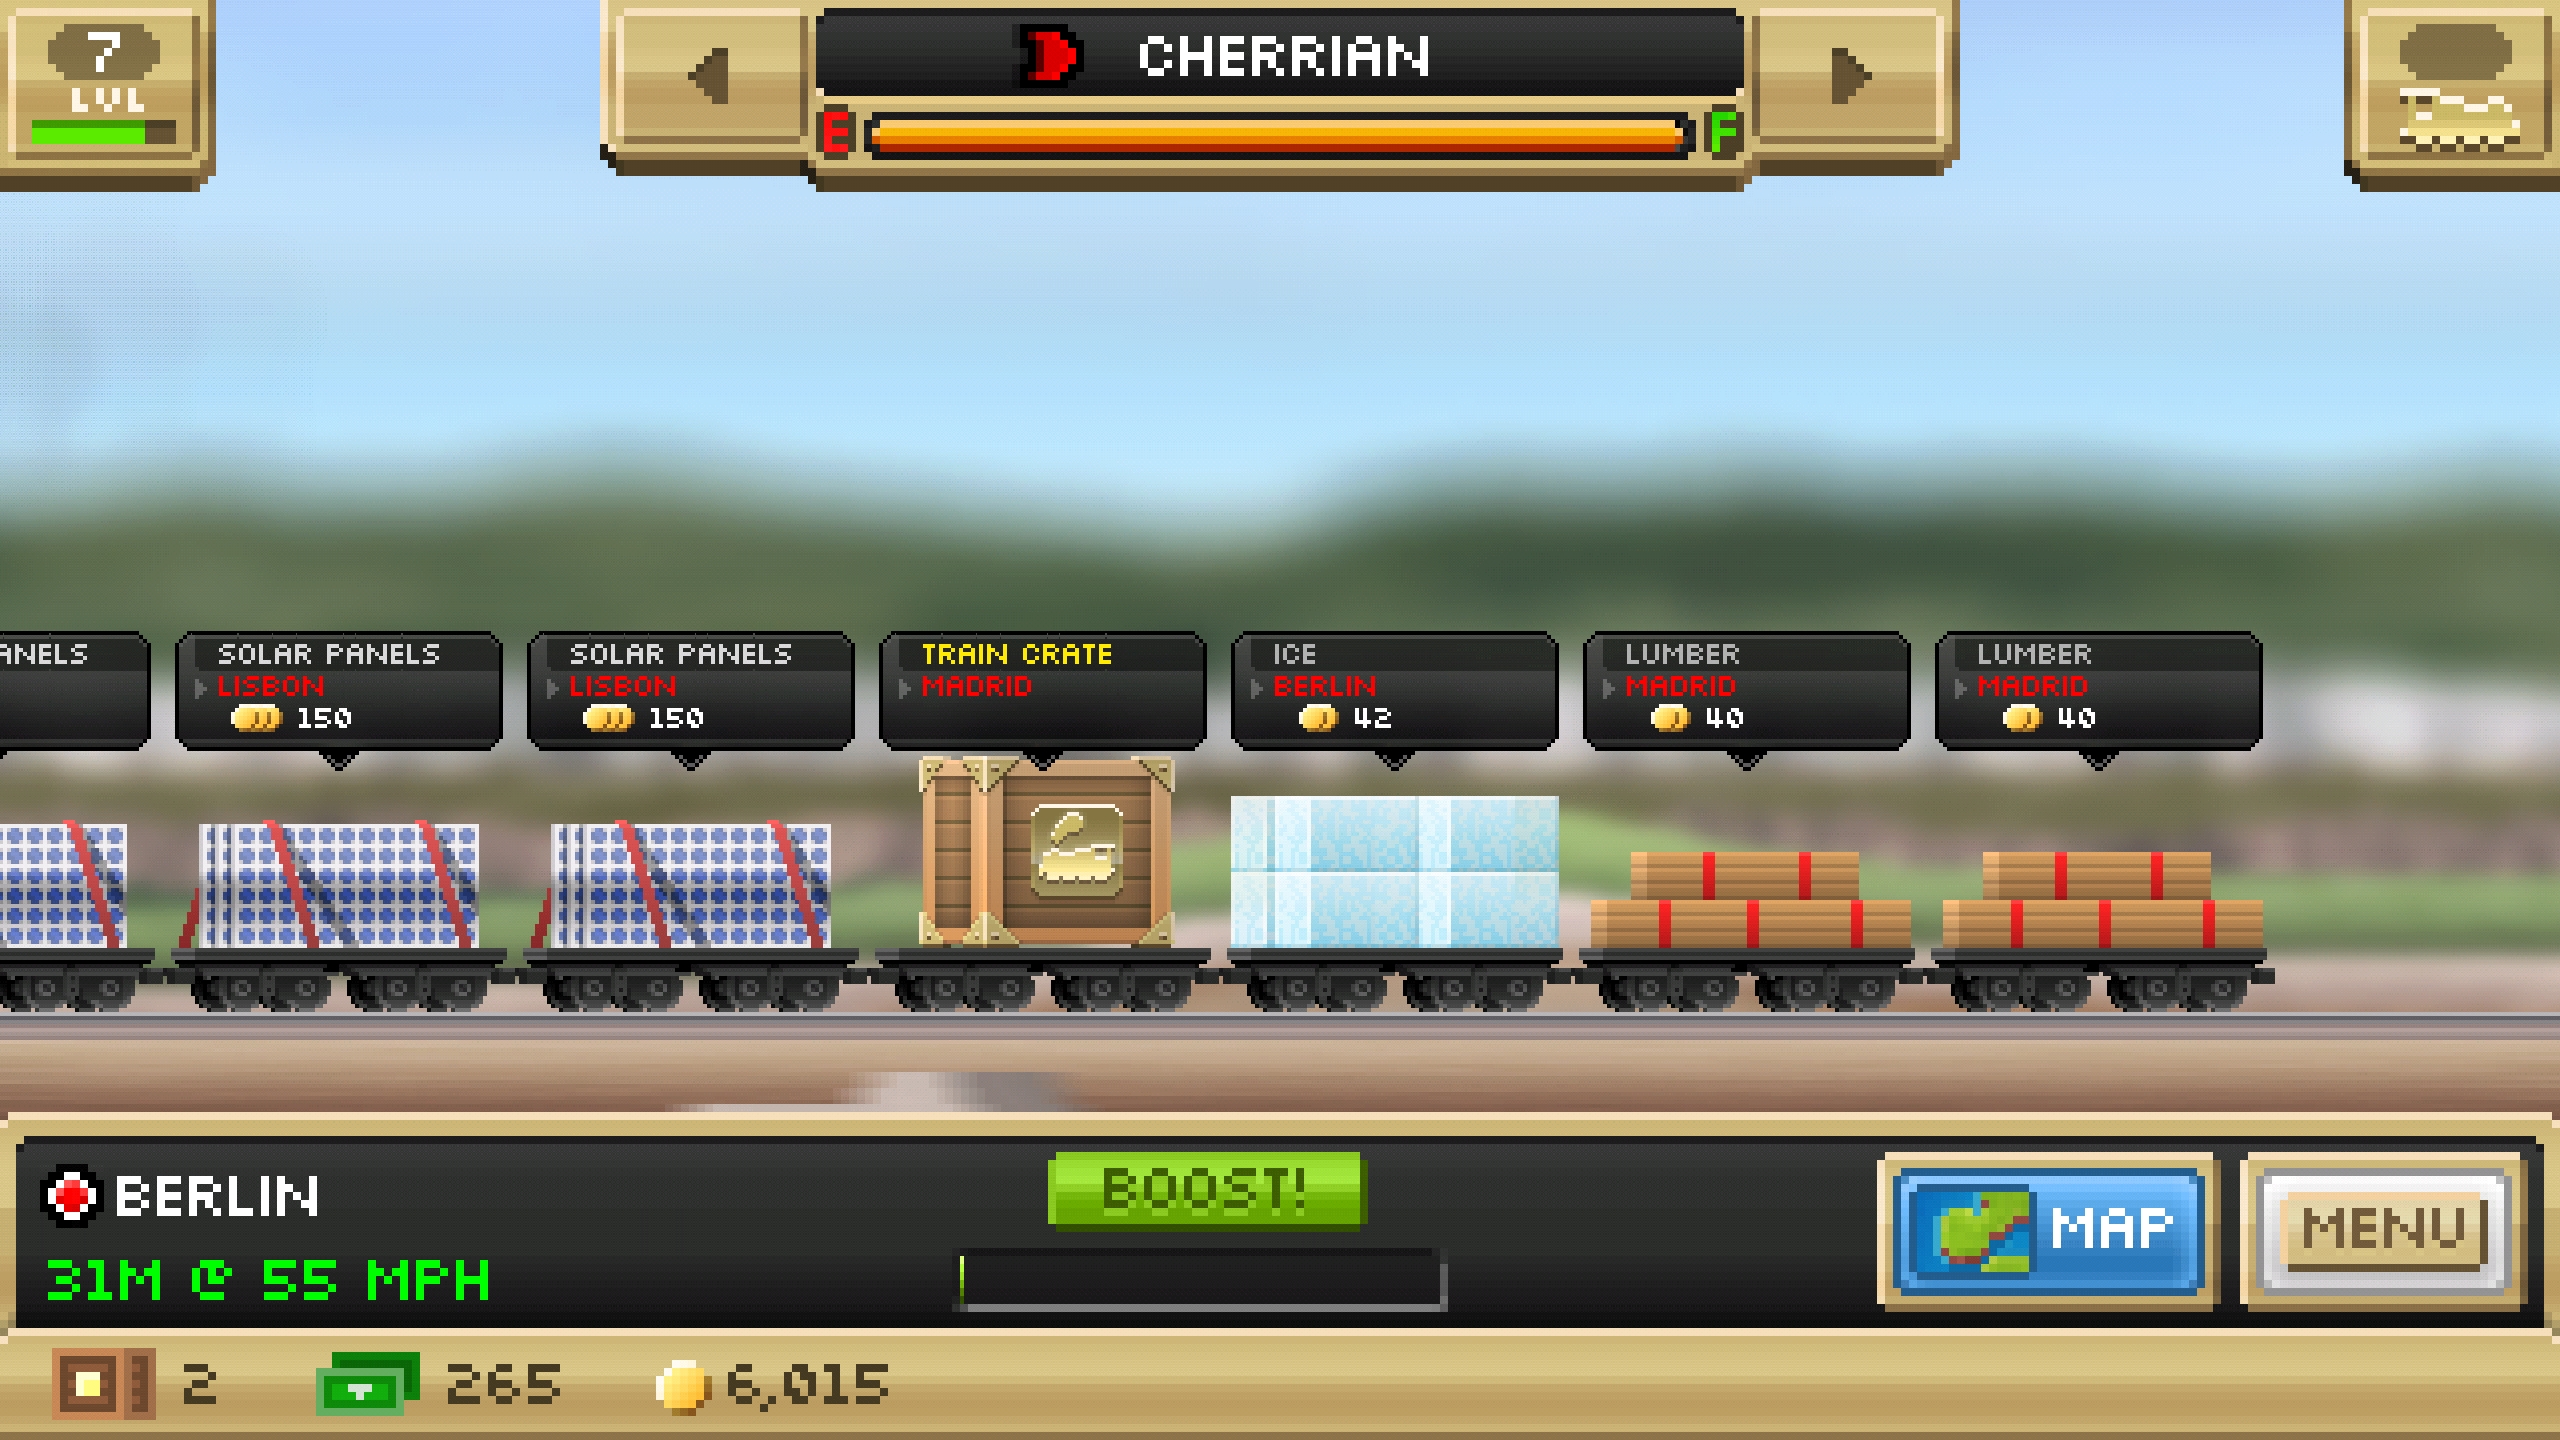 7
LVL
CHERRIAN
E
F
ANELS
SOLAR PANELS
LISBON
150
SOLAR PANELS
LISBON
150
TRAIN CRATE
MADRID
ICE
BERLIN
42
LUMBER
MADRID
40
LUMBER
MADRID
40
BERLIN
31M @ 55 MPH
BOOST!
MAP
MENU
2
265
6,015